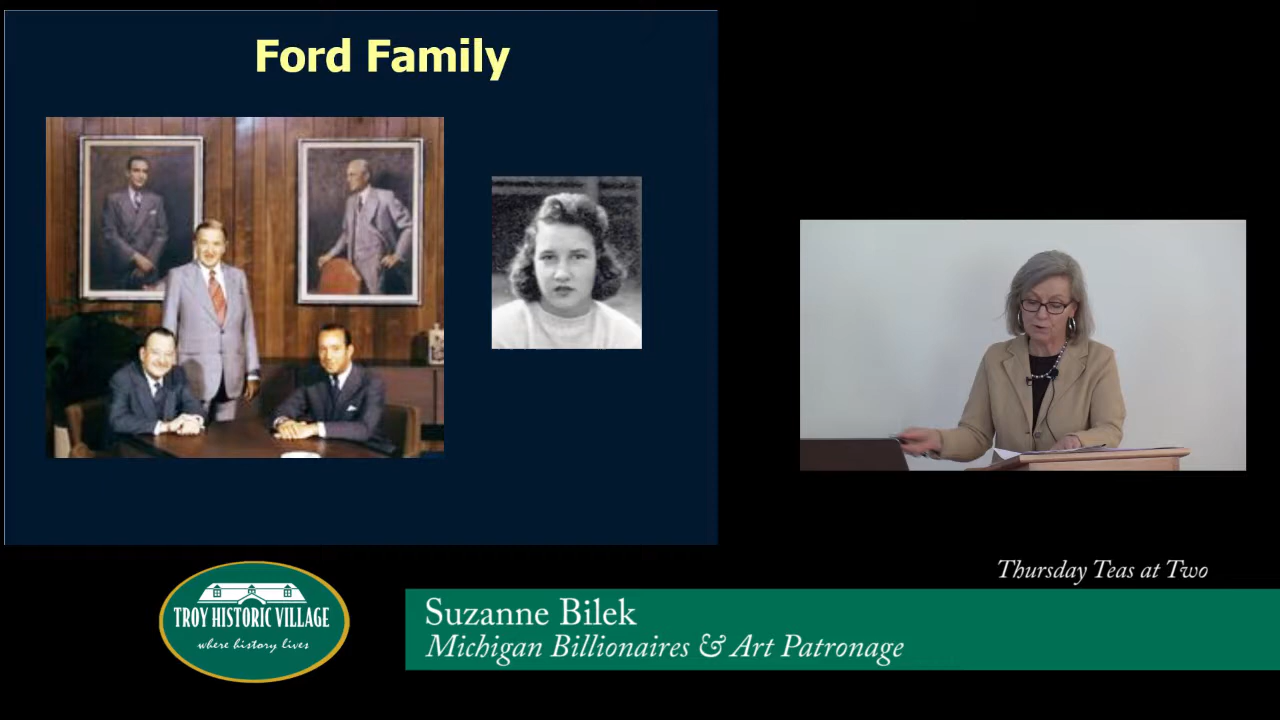 Ford Family
Thursday Teas at Two
TROY HISTORIC VILLAGE
where history lives
Suzanne Bilek
Michigan Billionaires & Art Patronage